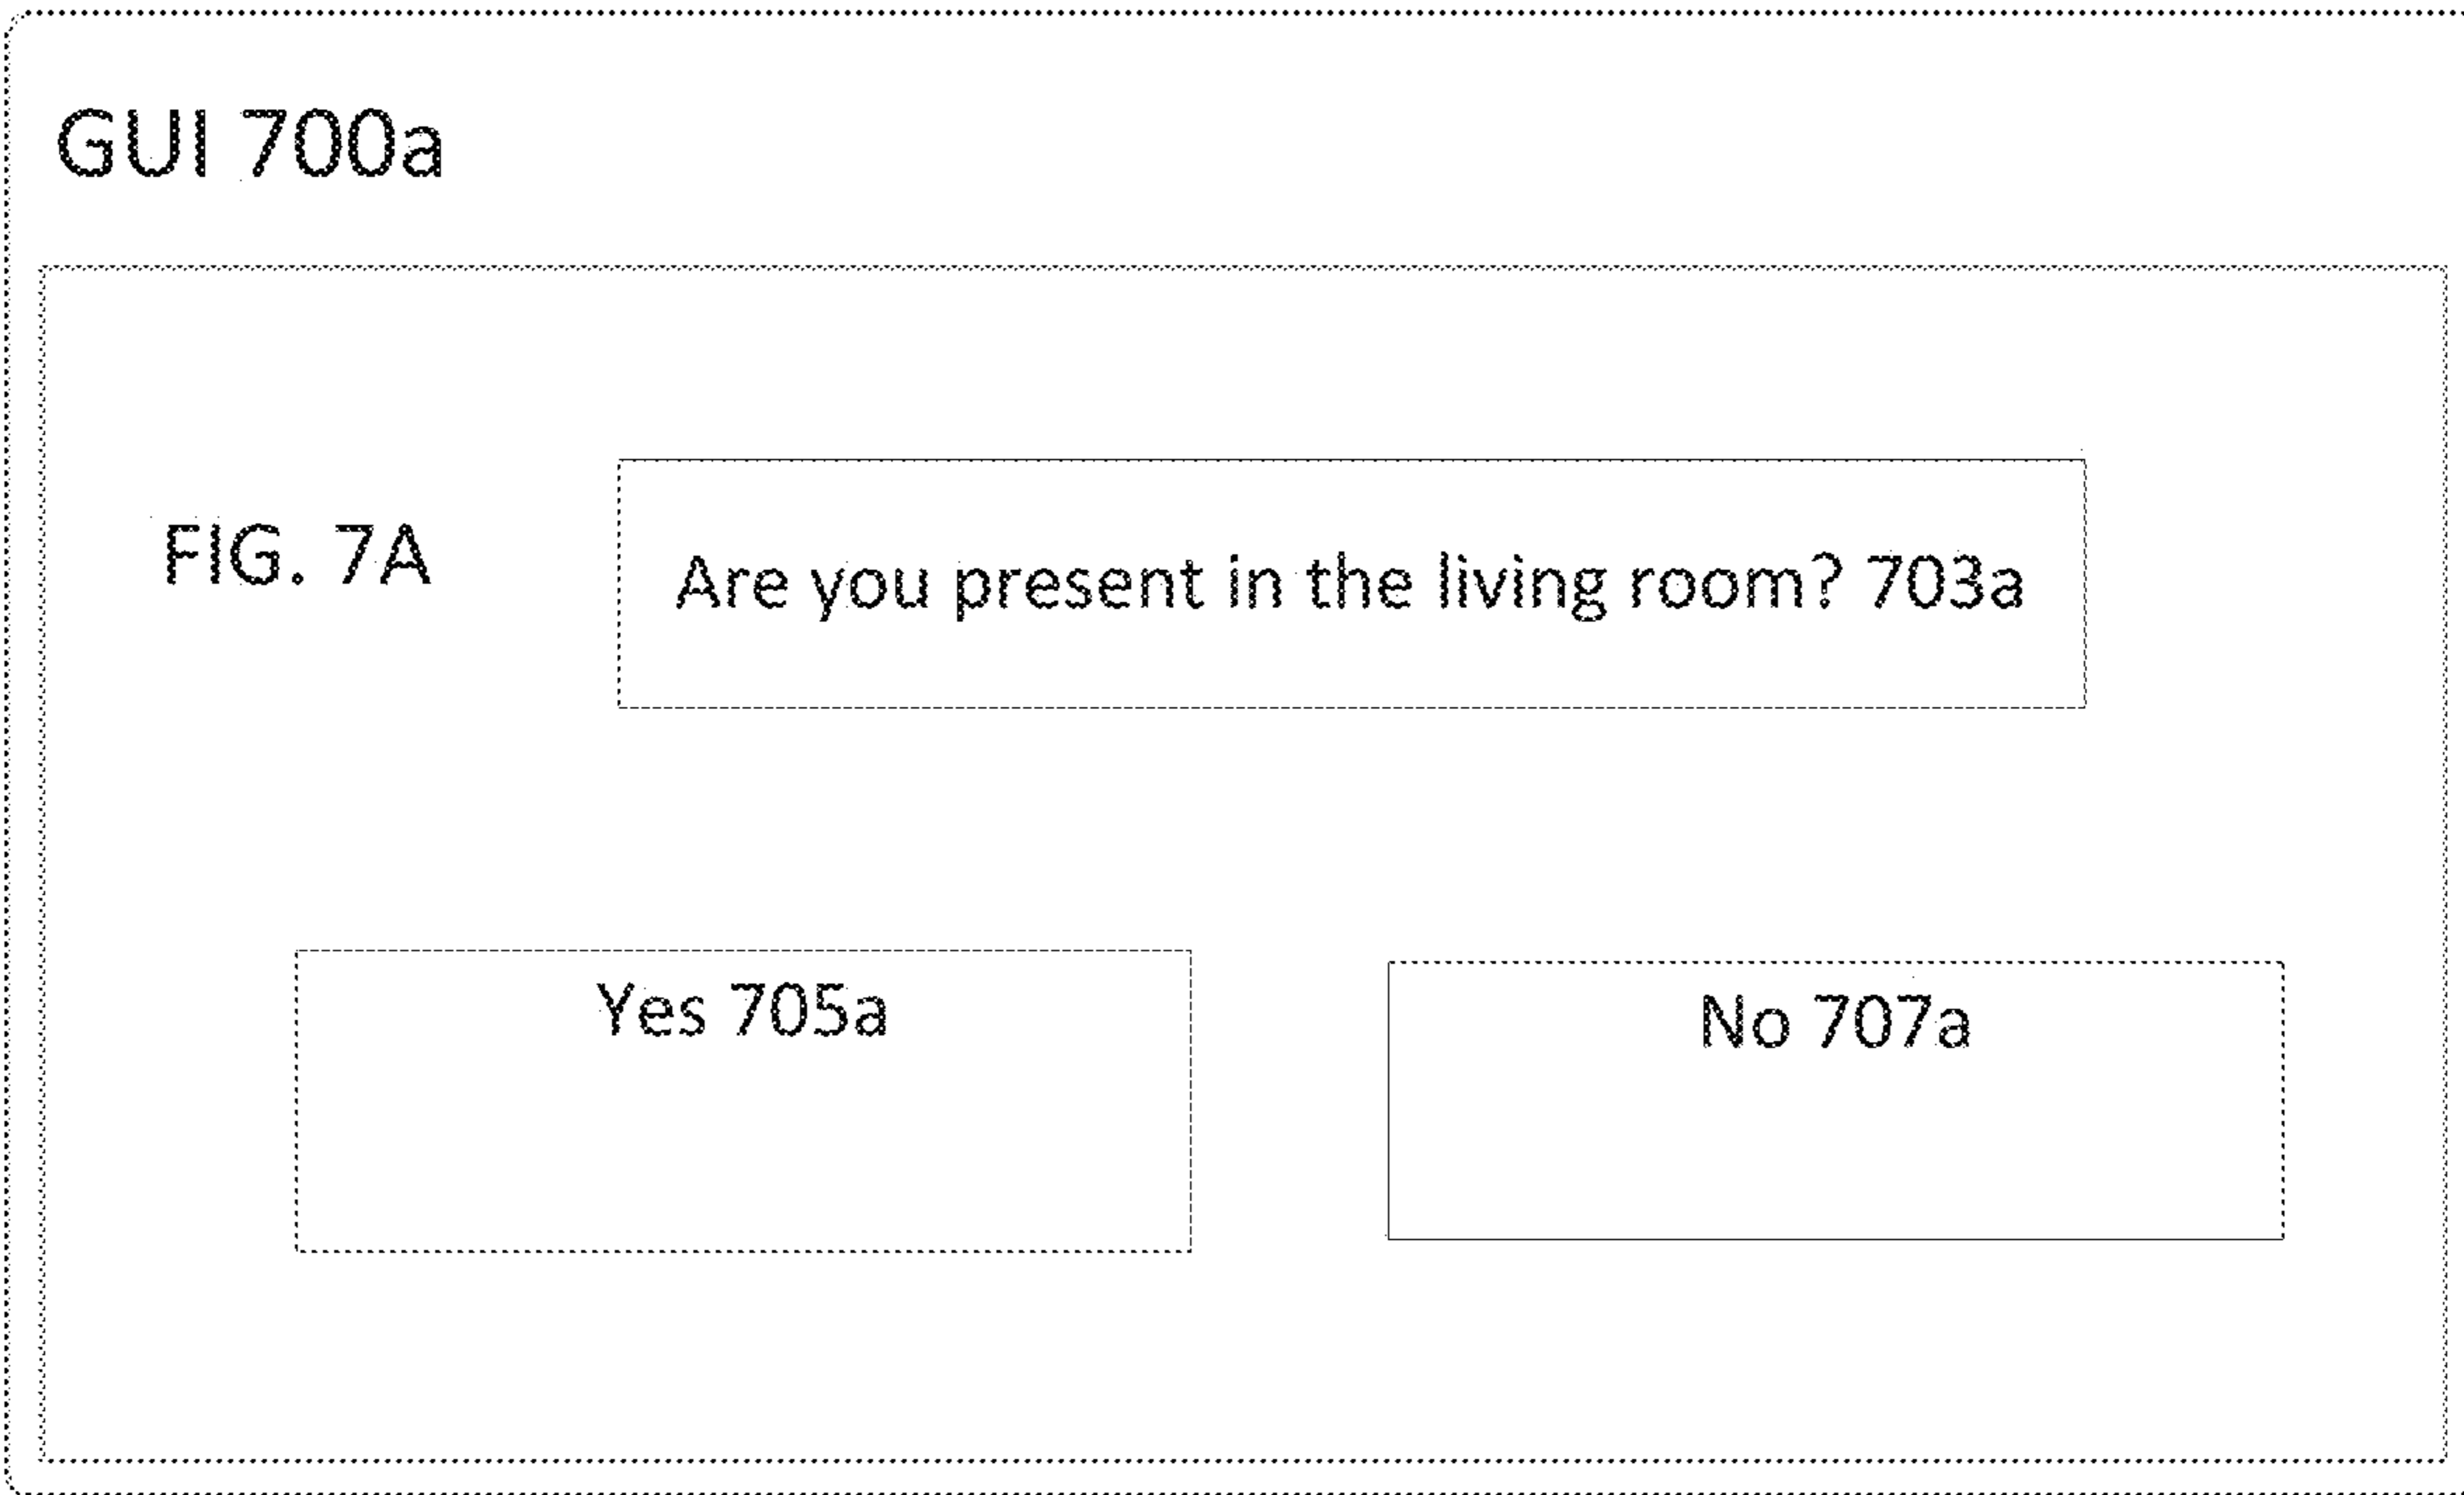 GUI 700a
FIG. 7A
Are you present in the living room? 703a
Yes 705a
No 707a